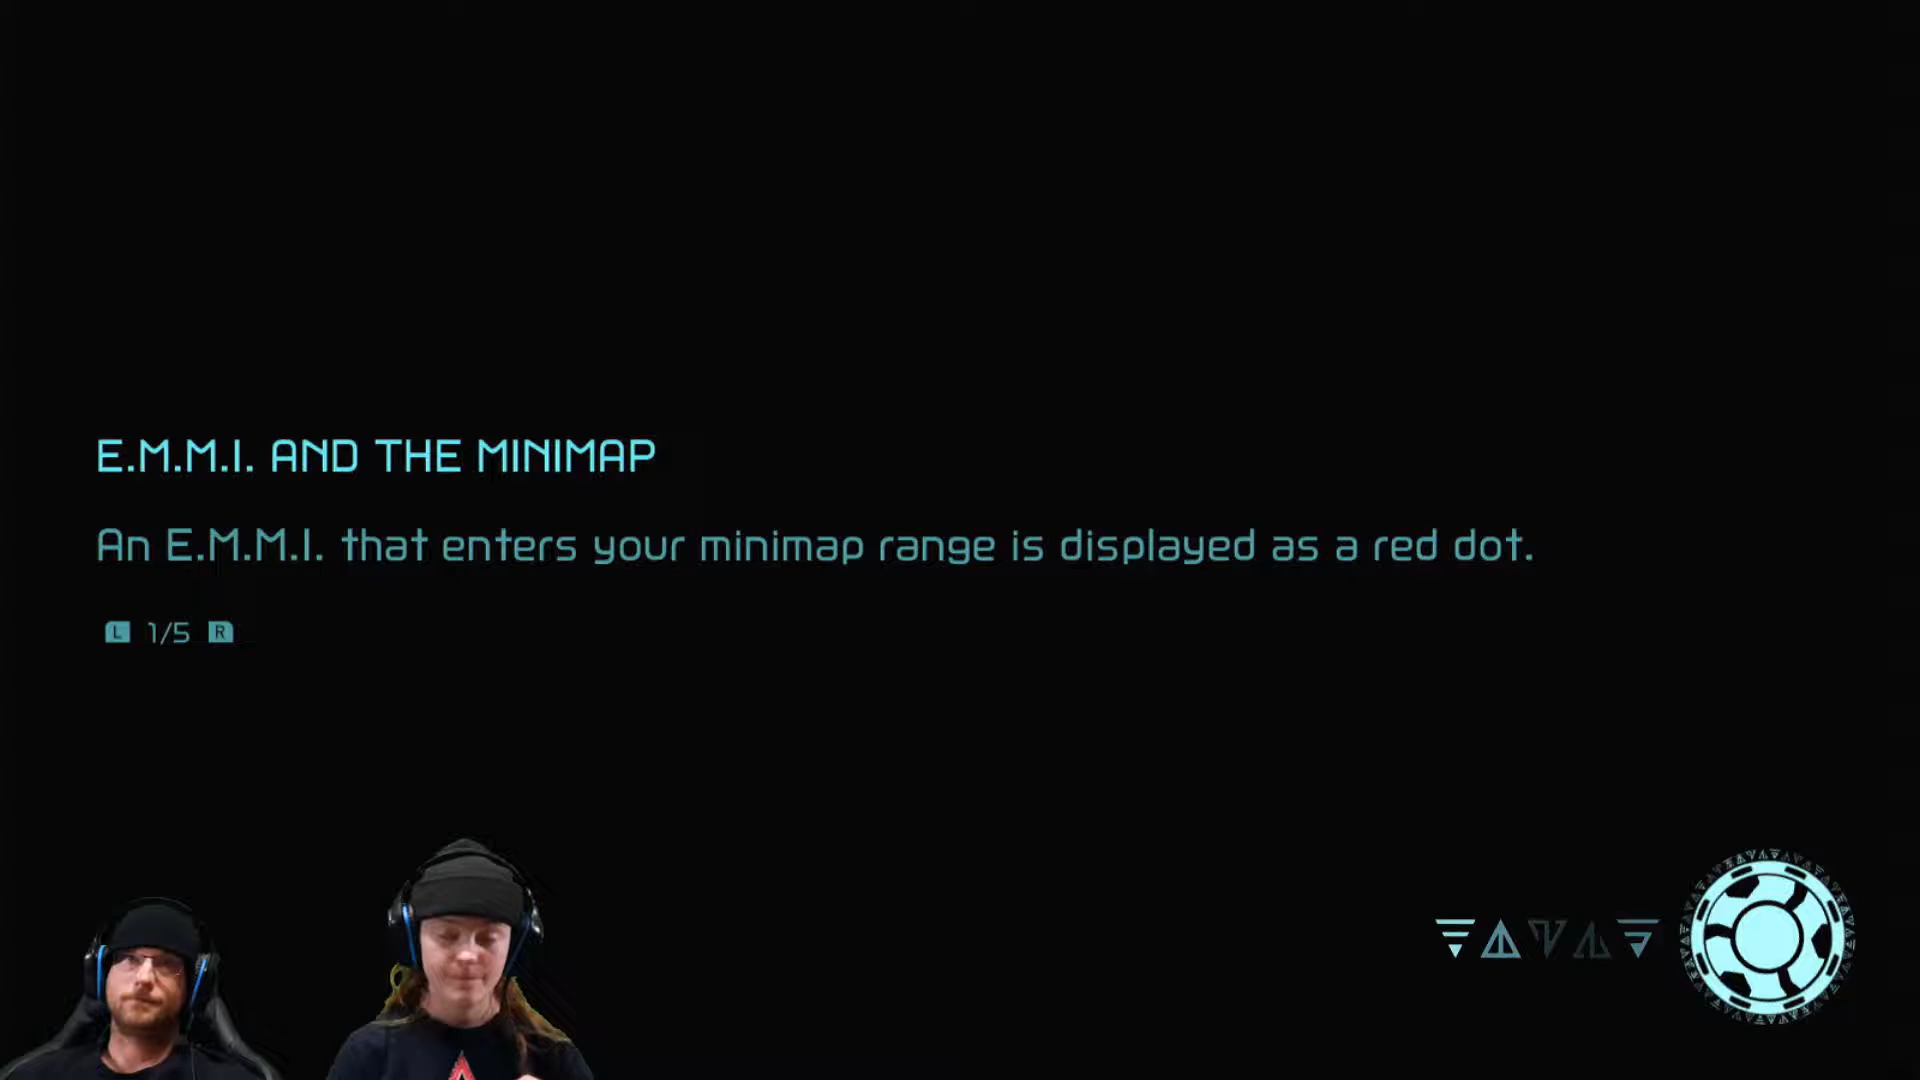 E.M.M.I. AND THE MINIMAP
An E.M.M.I. that enters your minimap range is displayed as a red dot.
L 1/5 R